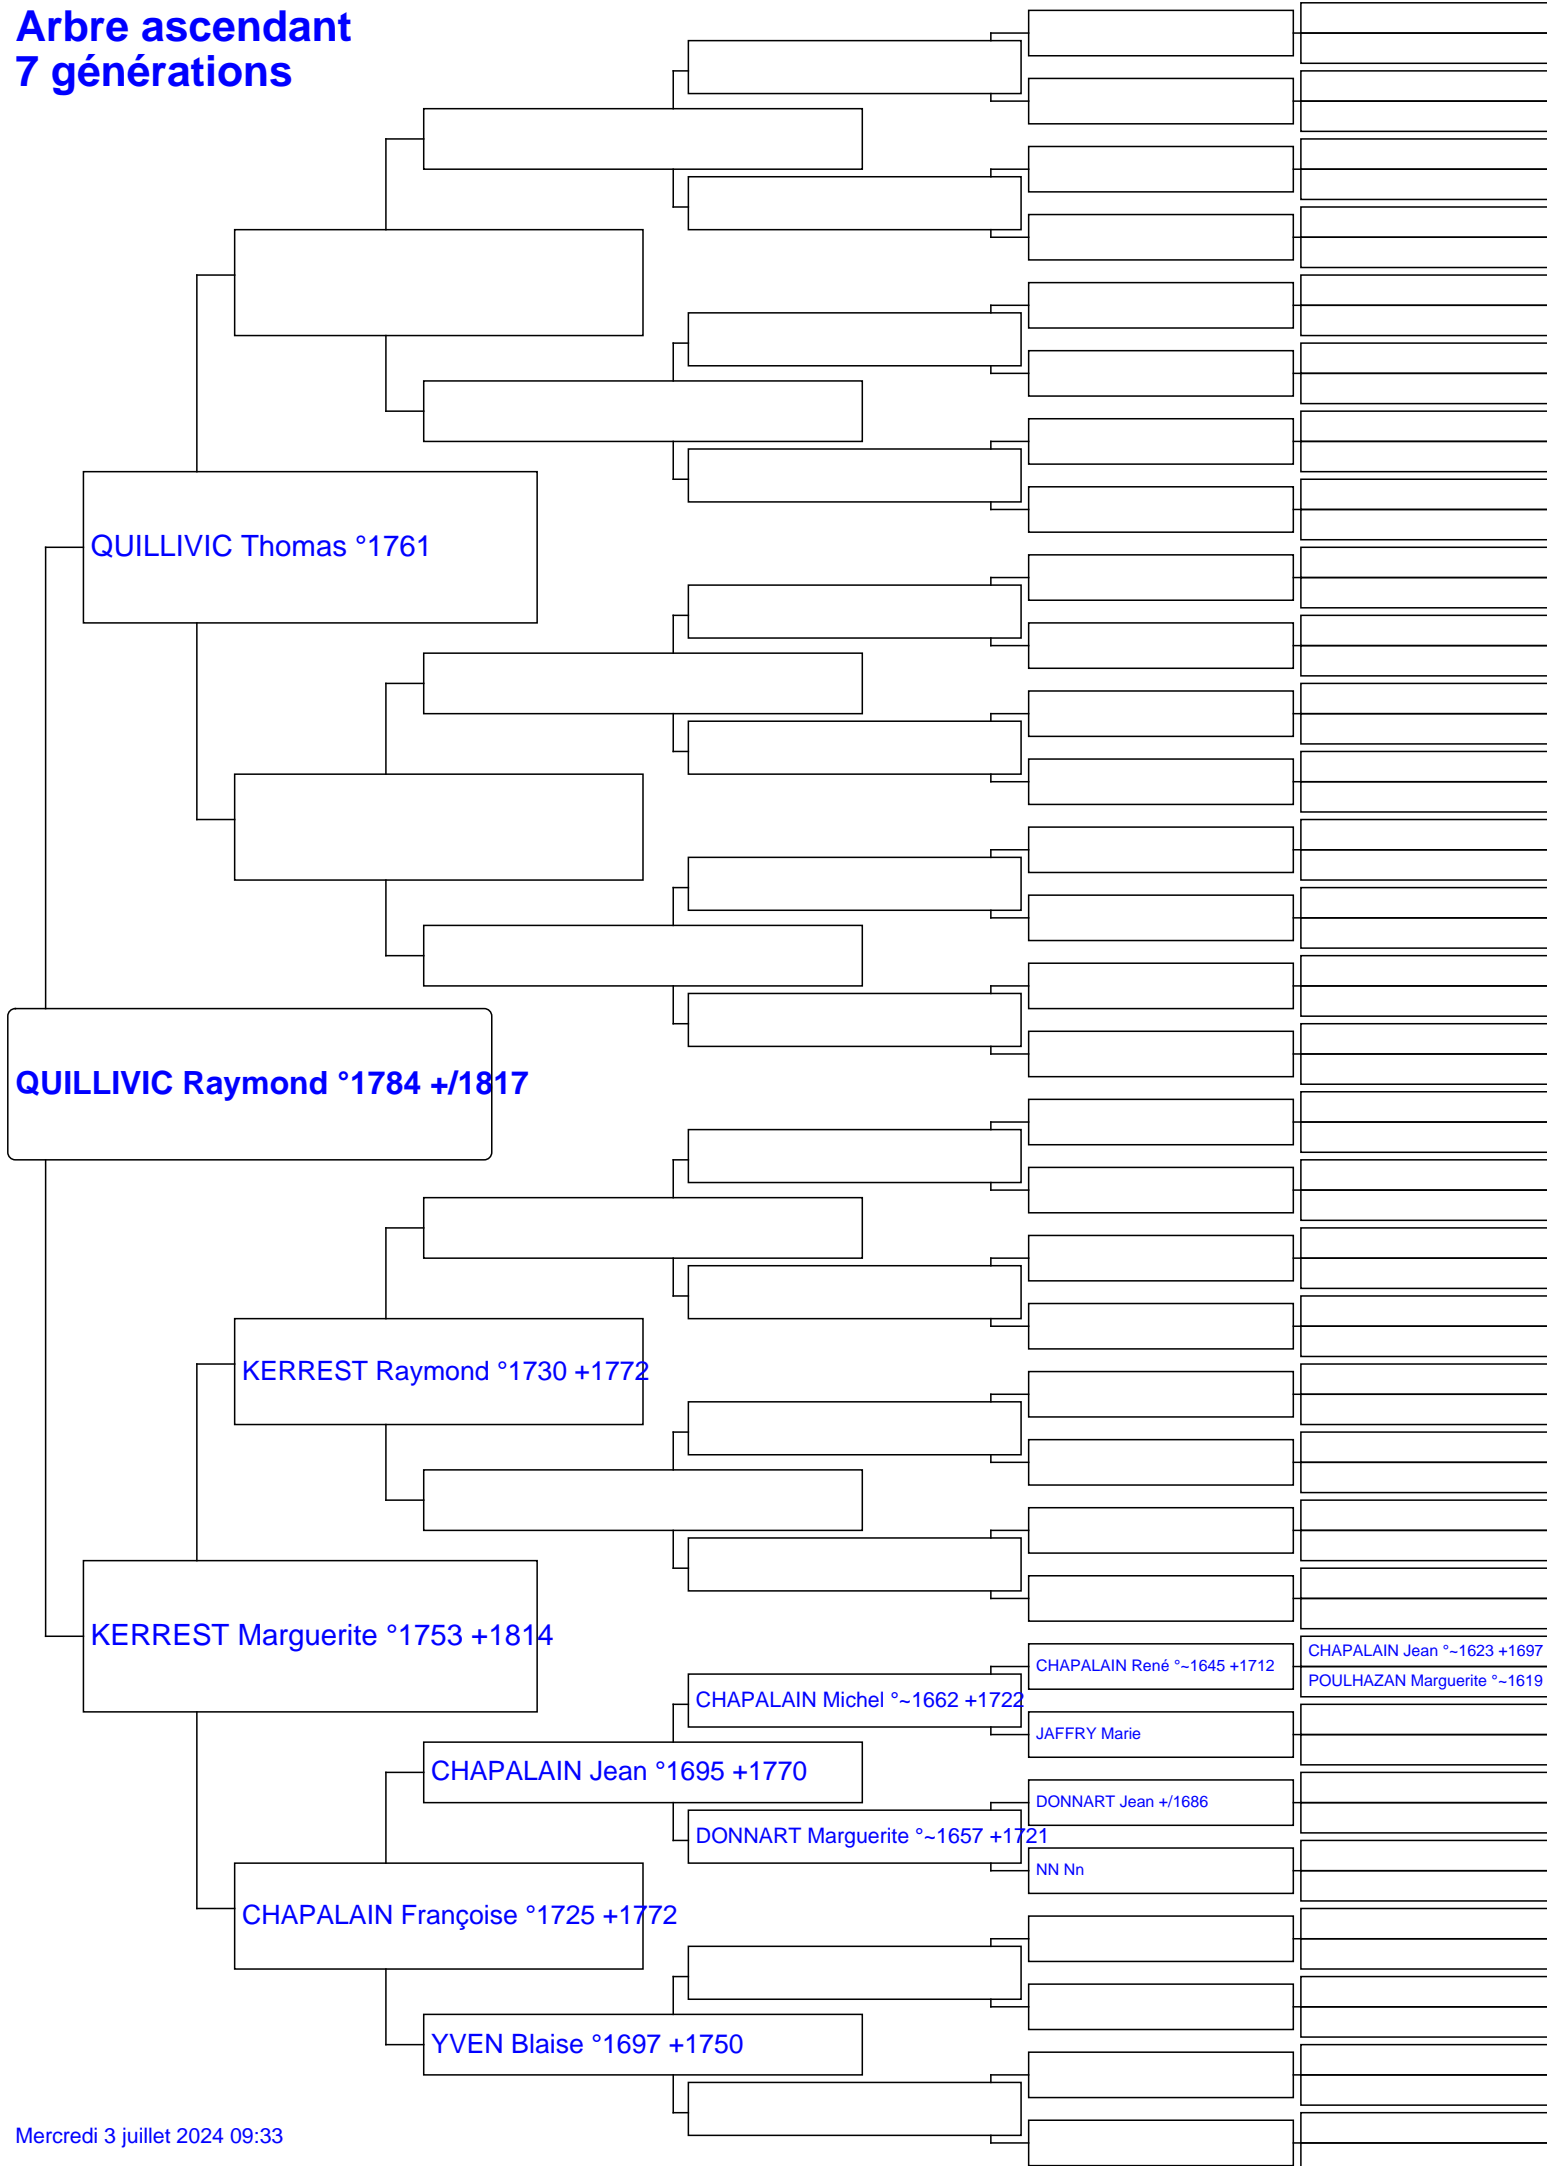 Arbre ascendant
7 générations
QUILLIVIC Thomas °1761
QUILLIVIC Raymond °1784 +/1817
KERREST Raymond °1730 +1772
KERREST Marguerite °1753 +1814
CHAPALAIN Jean °~1623 +1697
CHAPALAIN René °~1645 +1712
POULHAZAN Marguerite °~1619
CHAPALAIN Michel °~1662 +1722
JAFFRY Marie
CHAPALAIN Jean °1695 +1770
DONNART Jean +/1686
DONNART Marguerite °~1657 +1721
NN Nn
CHAPALAIN Françoise °1725 +1772
YVEN Blaise °1697 +1750
Mercredi 3 juillet 2024 09:33